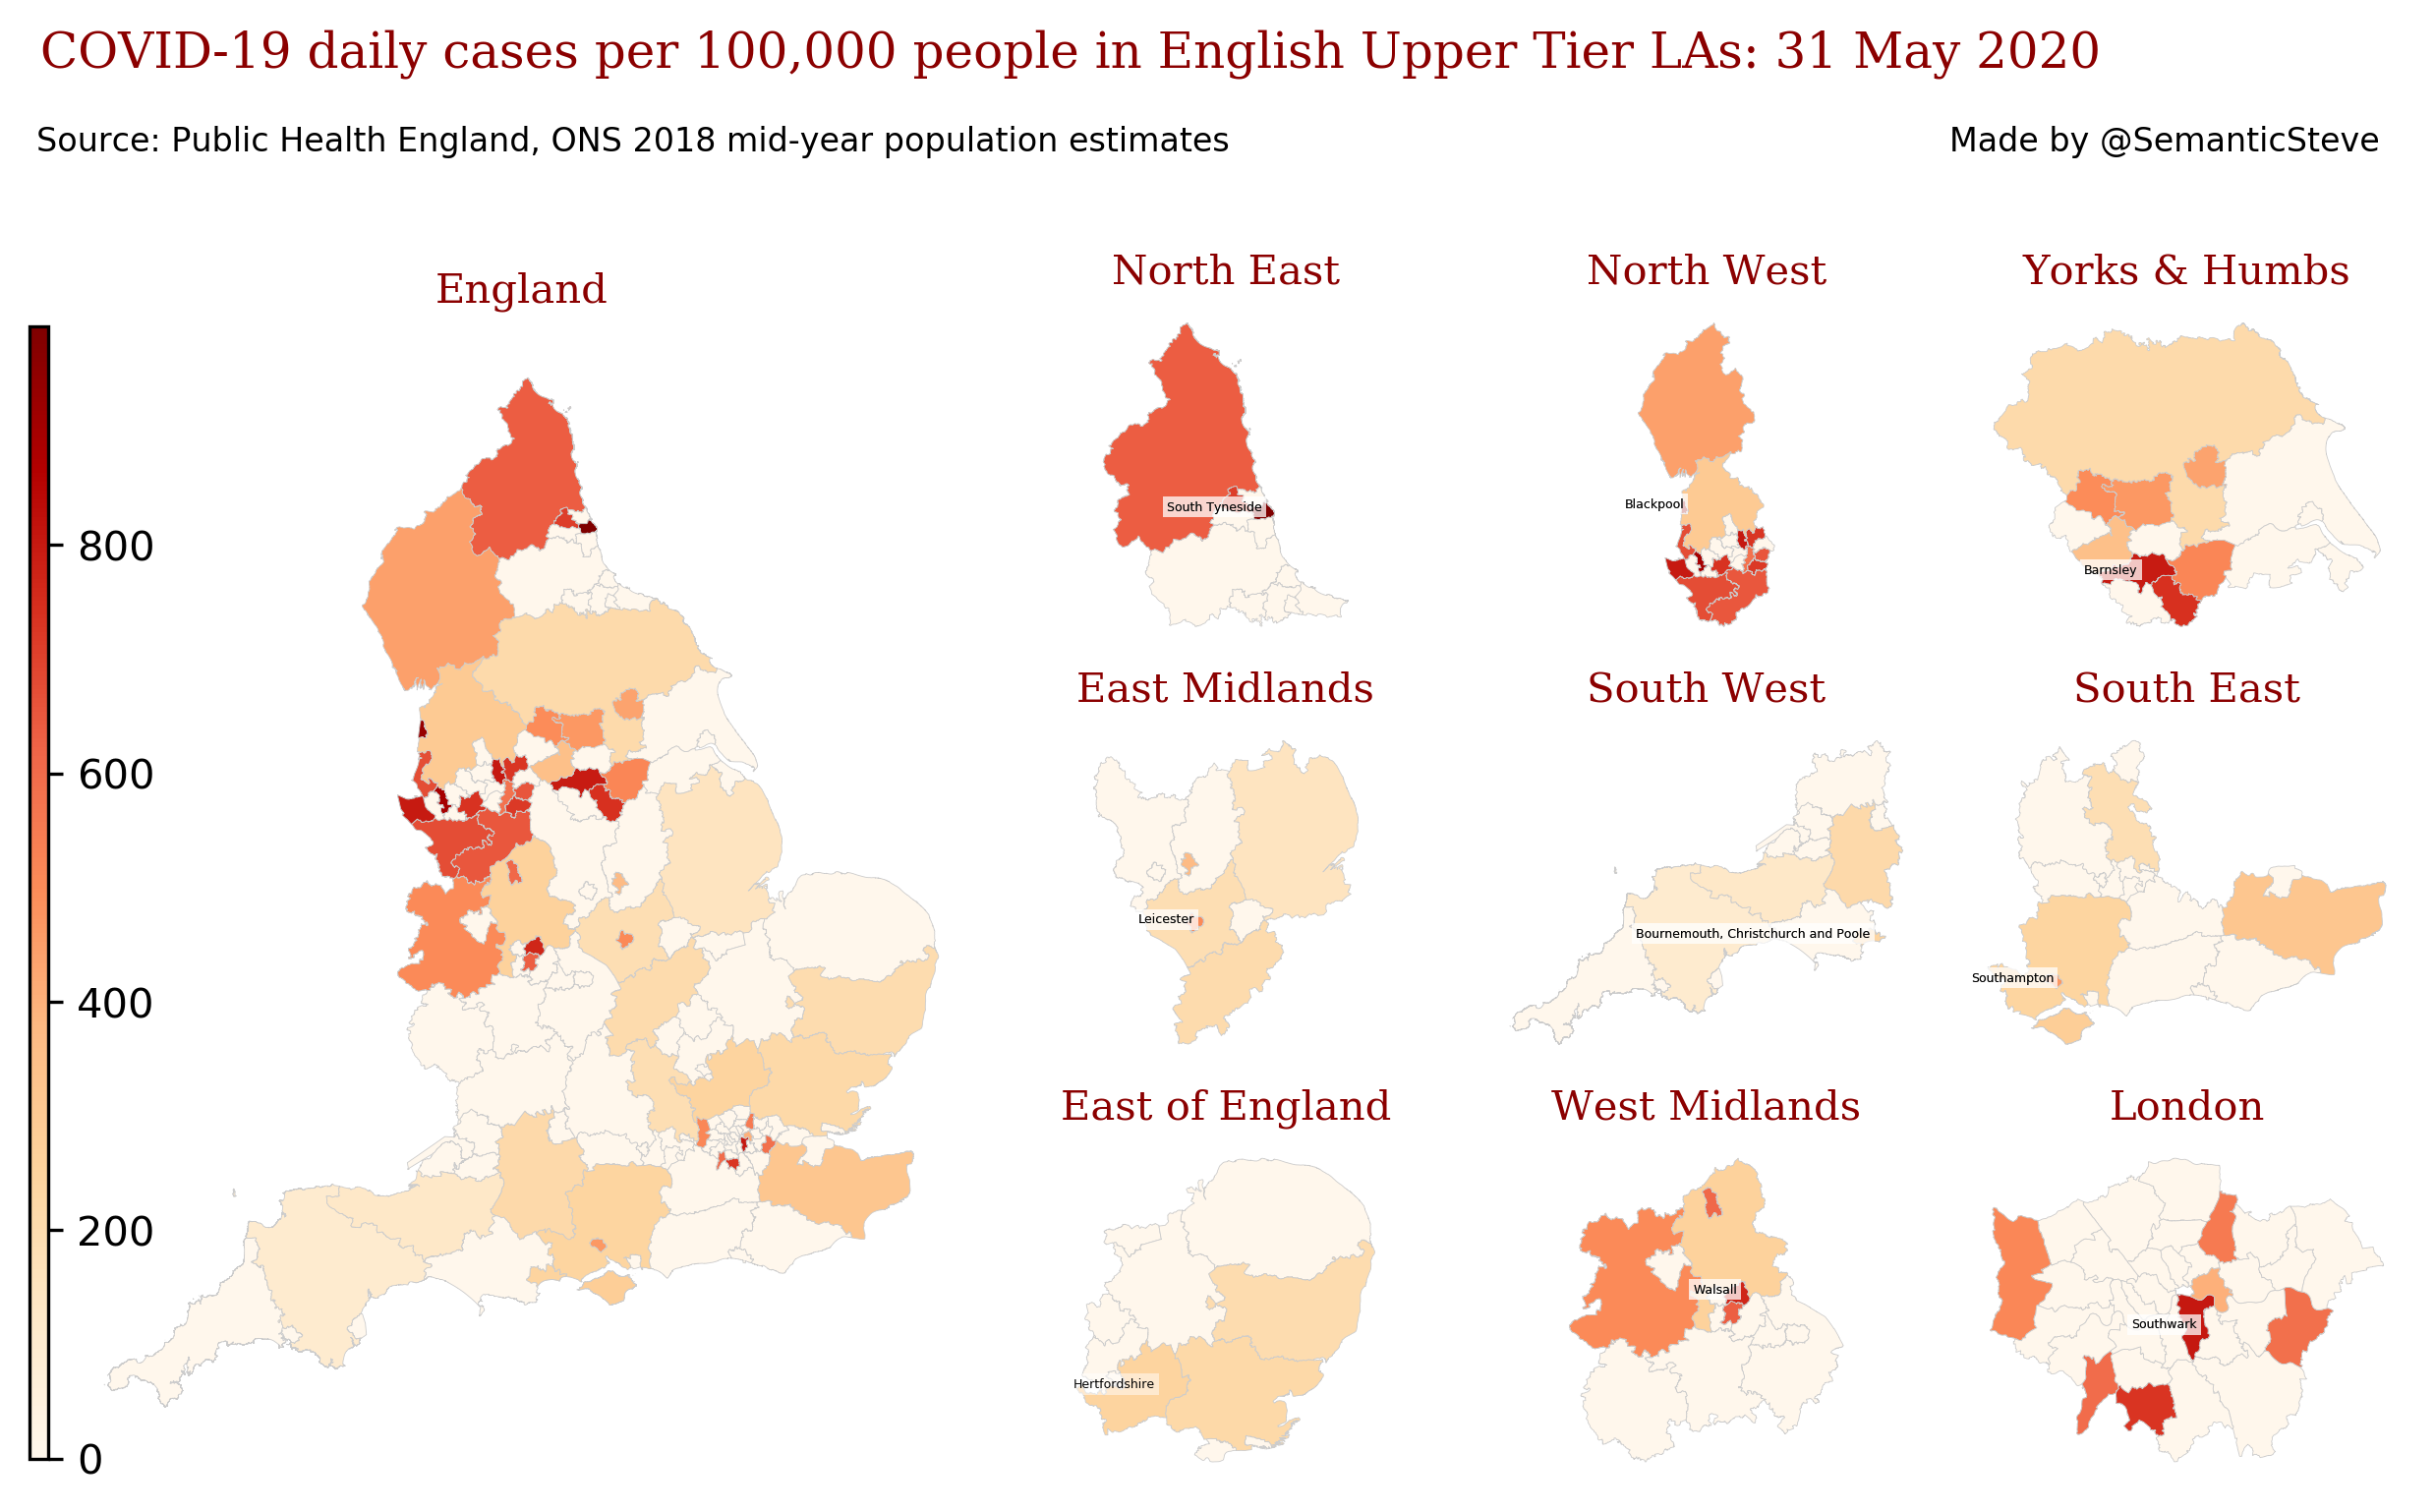 COVID-19 daily cases per 100,000 people in English Upper Tier LAs: 31 May 2020
Source: Public Health England, ONS 2018 mid-year population estimates
Made by @SemanticSteve
England
800
600
400
200
0
North East
South Tyneside
North West
Blackpool
Yorks & Humbs
Barnsley
East Midlands
Leicester
South West
Bournemouth, Christchurch and Poole
South East
Southampton
East of England
Hertfordshire
West Midlands
Walsall
London
Southwark